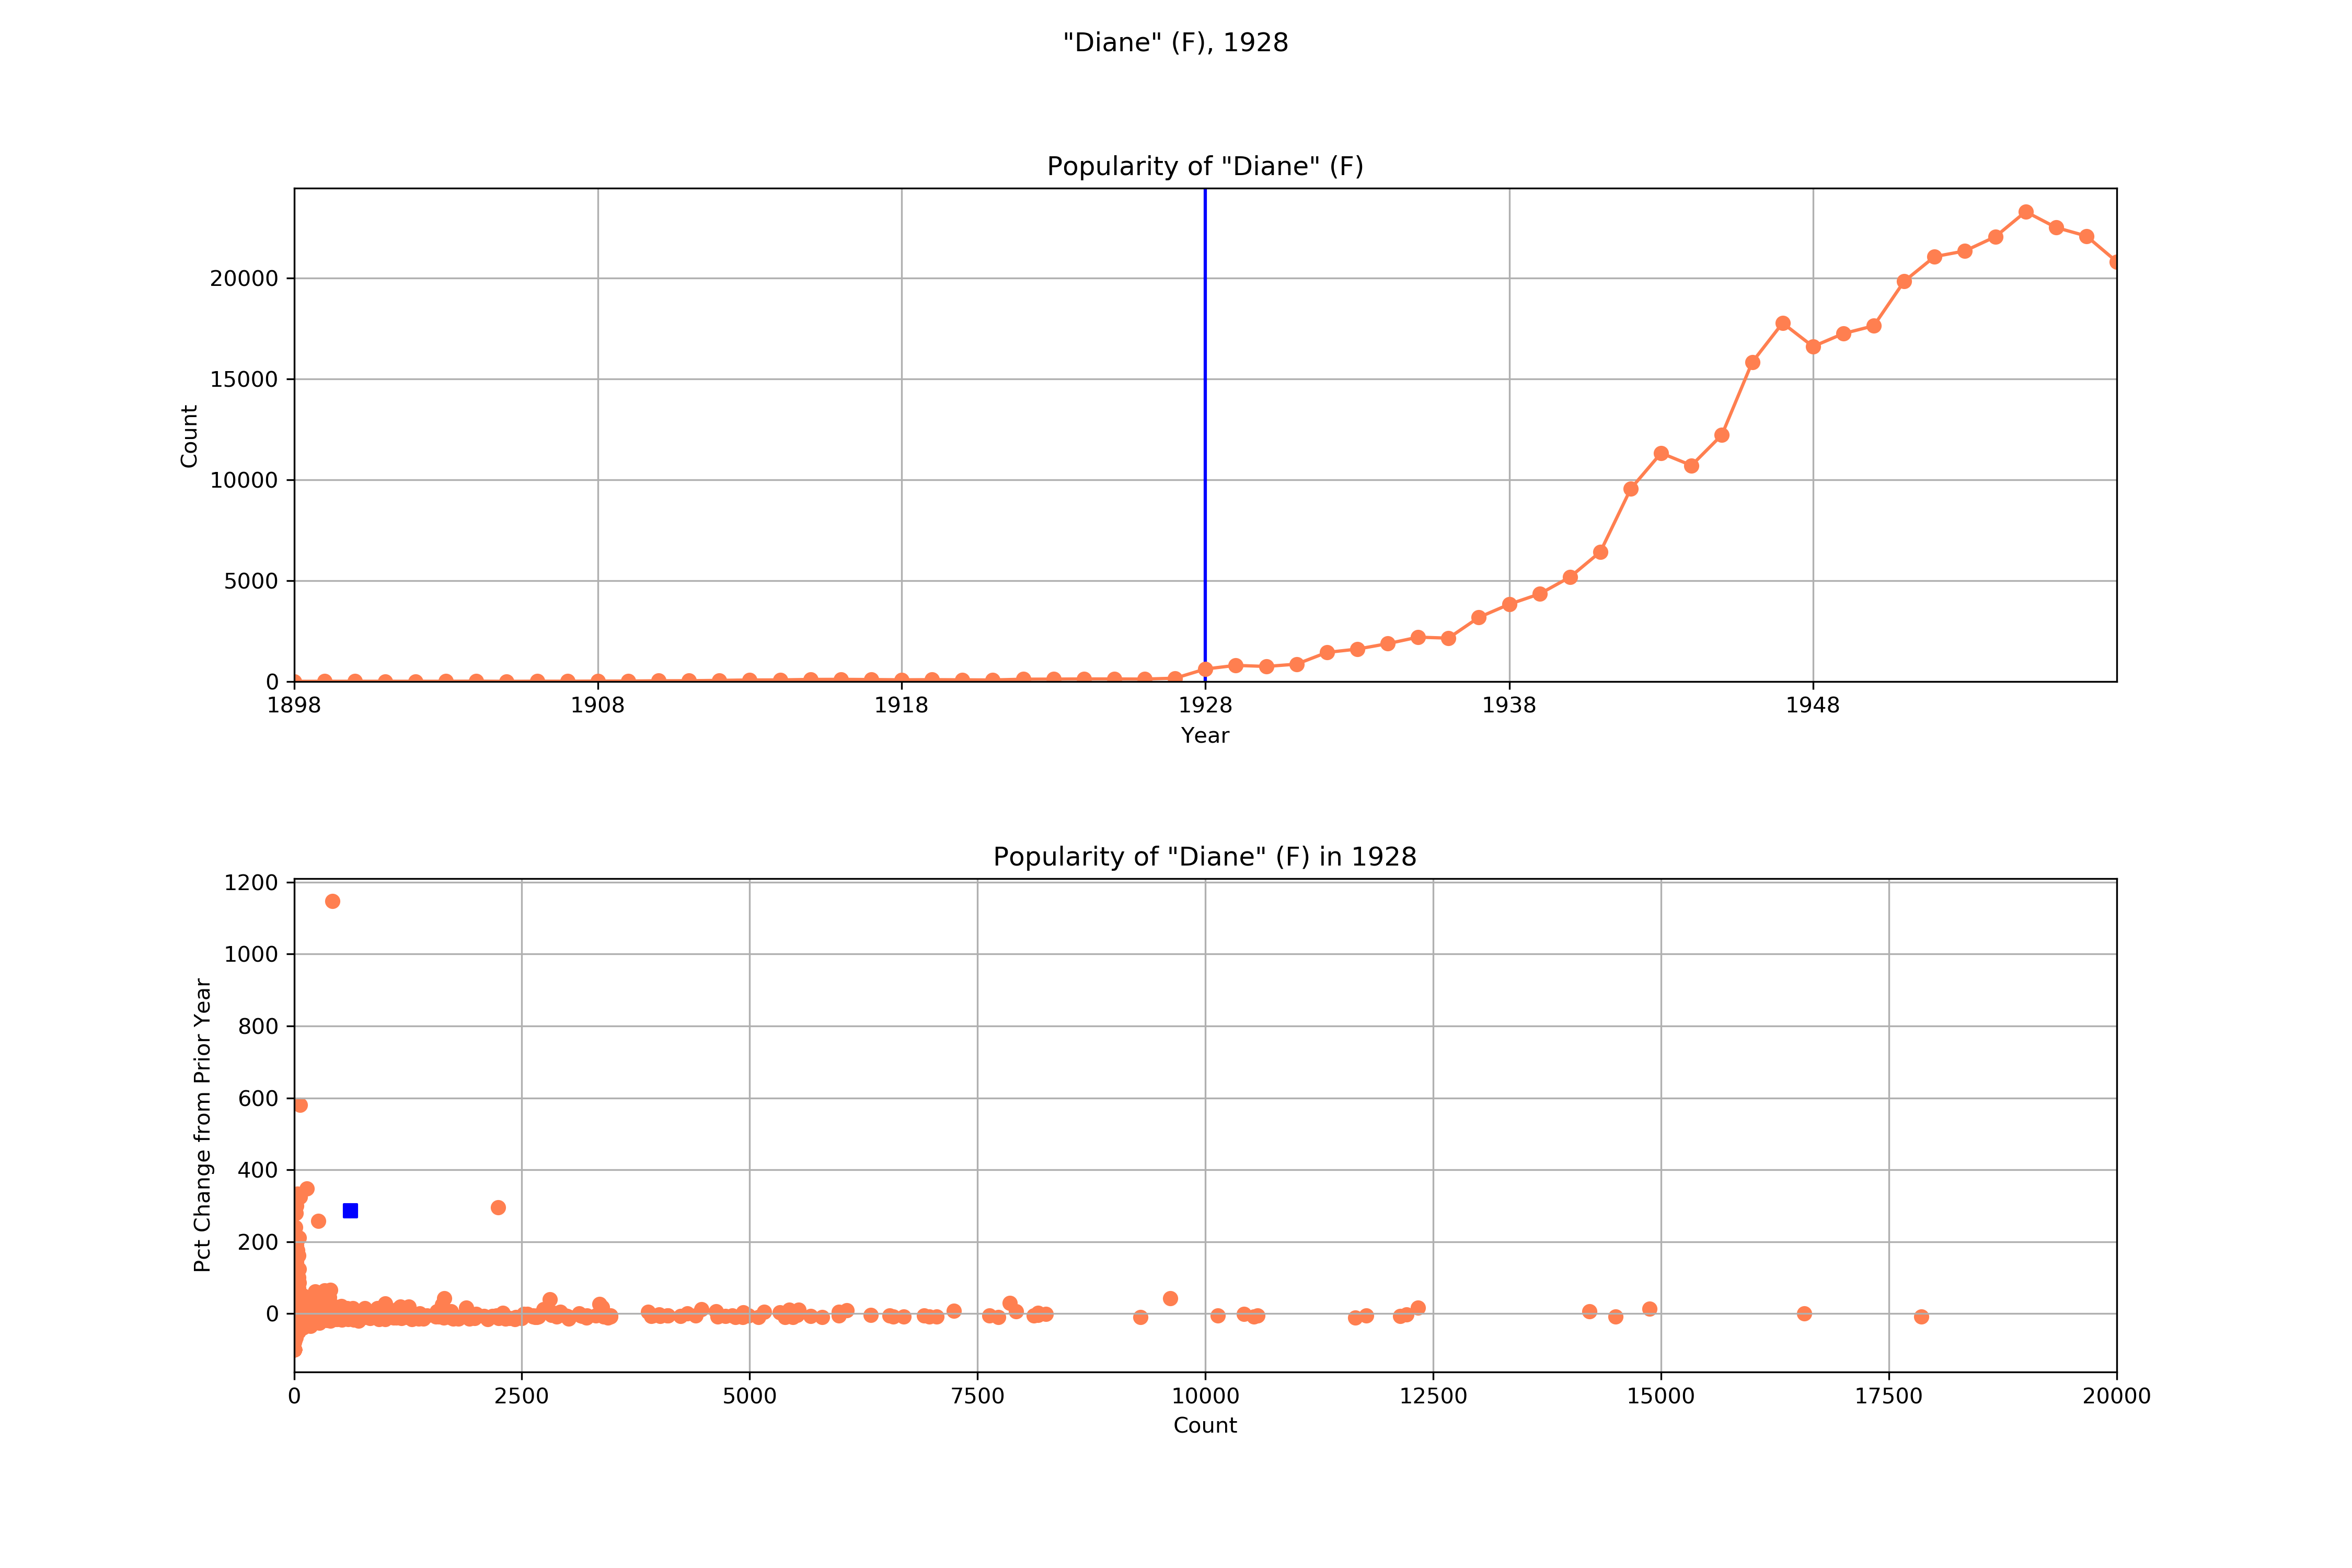 "Diane" (F), 1928
Popularity of "Diane" (F)
20000
15000
10000
5000
0
Count
1898 1908 1918 1928 1938 1948
Year
Popularity of "Diane" (F) in 1928
1200
1000
800
600
400
200
0
Pct Change from Prior Year
0 2500 5000 7500 10000 12500 15000 17500 20000
Count